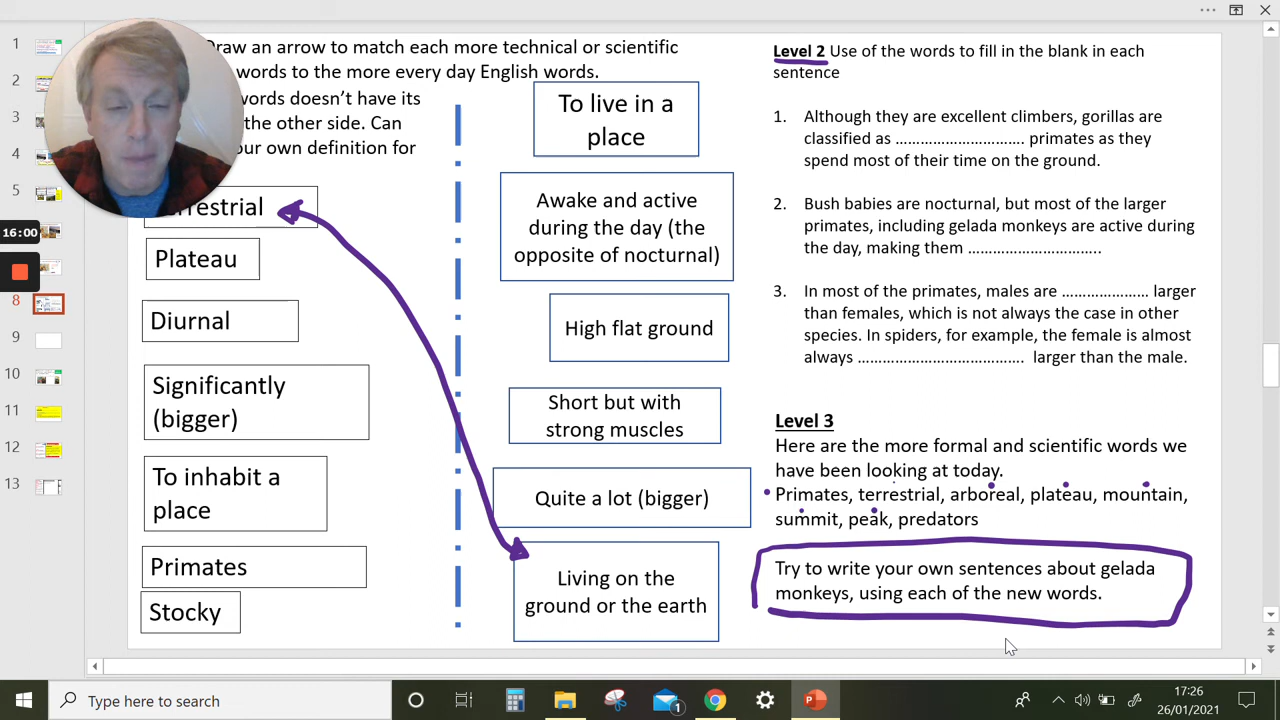 Draw an arrow to match each more technical or scientific
words to the more every day English words.
words doesn't have its
the other side. Can
our own definition for
Terrestrial
Plateau
Diurnal
Significantly
(bigger)
To inhabit a
place
Primates
Stocky
To live in a
place
Awake and active
during the day (the
opposite of nocturnal)
High flat ground
Short but with
strong muscles
Quite a lot (bigger)
Living on the
ground or the earth
Level 2 Use of the words to fill in the blank in each
sentence
1. Although they are excellent climbers, gorillas are
classified as ……………………. primates as they
spend most of their time on the ground.
2. Bush babies are nocturnal, but most of the larger
primates, including gelada monkeys are active during
the day, making them ……………………..
3. In most of the primates, males are ………………… larger
than females, which is not always the case in other
species. In spiders, for example, the female is almost
always ……………………………. larger than the male.
Level 3
Here are the more formal and scientific words we
have been looking at today.
Primates, terrestrial, arboreal, plateau, mountain,
summit, peak, predators
Try to write your own sentences about gelada
monkeys, using each of the new words.
1
2
3
4
5
6
16:00
8
9
10
11
12
13
Type here to search
1
17:26
26/01/2021